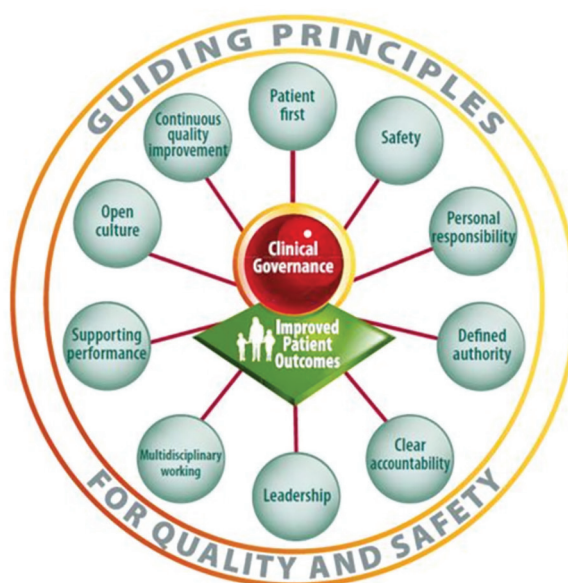 GUIDING PRINCIPLES
Patient
first
Safety
Personal
responsibility
Defined
authority
Clear
accountability
Leadership
Multidisciplinary
working
Supporting
performance
Open
culture
Continuous
quality
improvement
Clinical
Governance
Improved
Patient
Outcomes
FOR QUALITY AND SAFETY